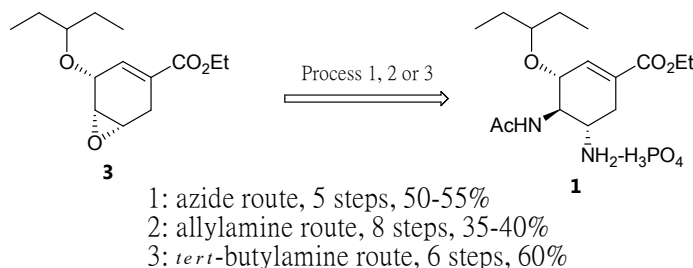 O
CO2Et
O
3
Process 1, 2 or 3
O
CO2Et
AcHN
NH2-H3PO4
1
1: azide route, 5 steps, 50-55%
2: allylamine route, 8 steps, 35-40%
3: tert-butylamine route, 6 steps, 60%